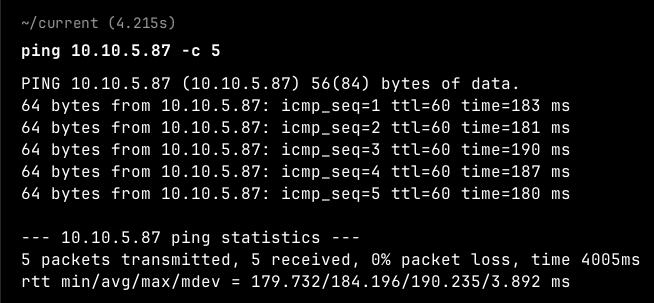 ~/current (4.215s)
ping 10.10.5.87 -c 5
PING 10.10.5.87 (10.10.5.87) 56(84) bytes of data.
64 bytes from 10.10.5.87: icmp_seq=1 ttl=60 time=183 ms
64 bytes from 10.10.5.87: icmp_seq=2 ttl=60 time=181 ms
64 bytes from 10.10.5.87: icmp_seq=3 ttl=60 time=190 ms
64 bytes from 10.10.5.87: icmp_seq=4 ttl=60 time=187 ms
64 bytes from 10.10.5.87: icmp_seq=5 ttl=60 time=180 ms
--- 10.10.5.87 ping statistics ---
5 packets transmitted, 5 received, 0% packet loss, time 4005ms
rtt min/avg/max/mdev = 179.732/184.196/190.235/3.892 ms